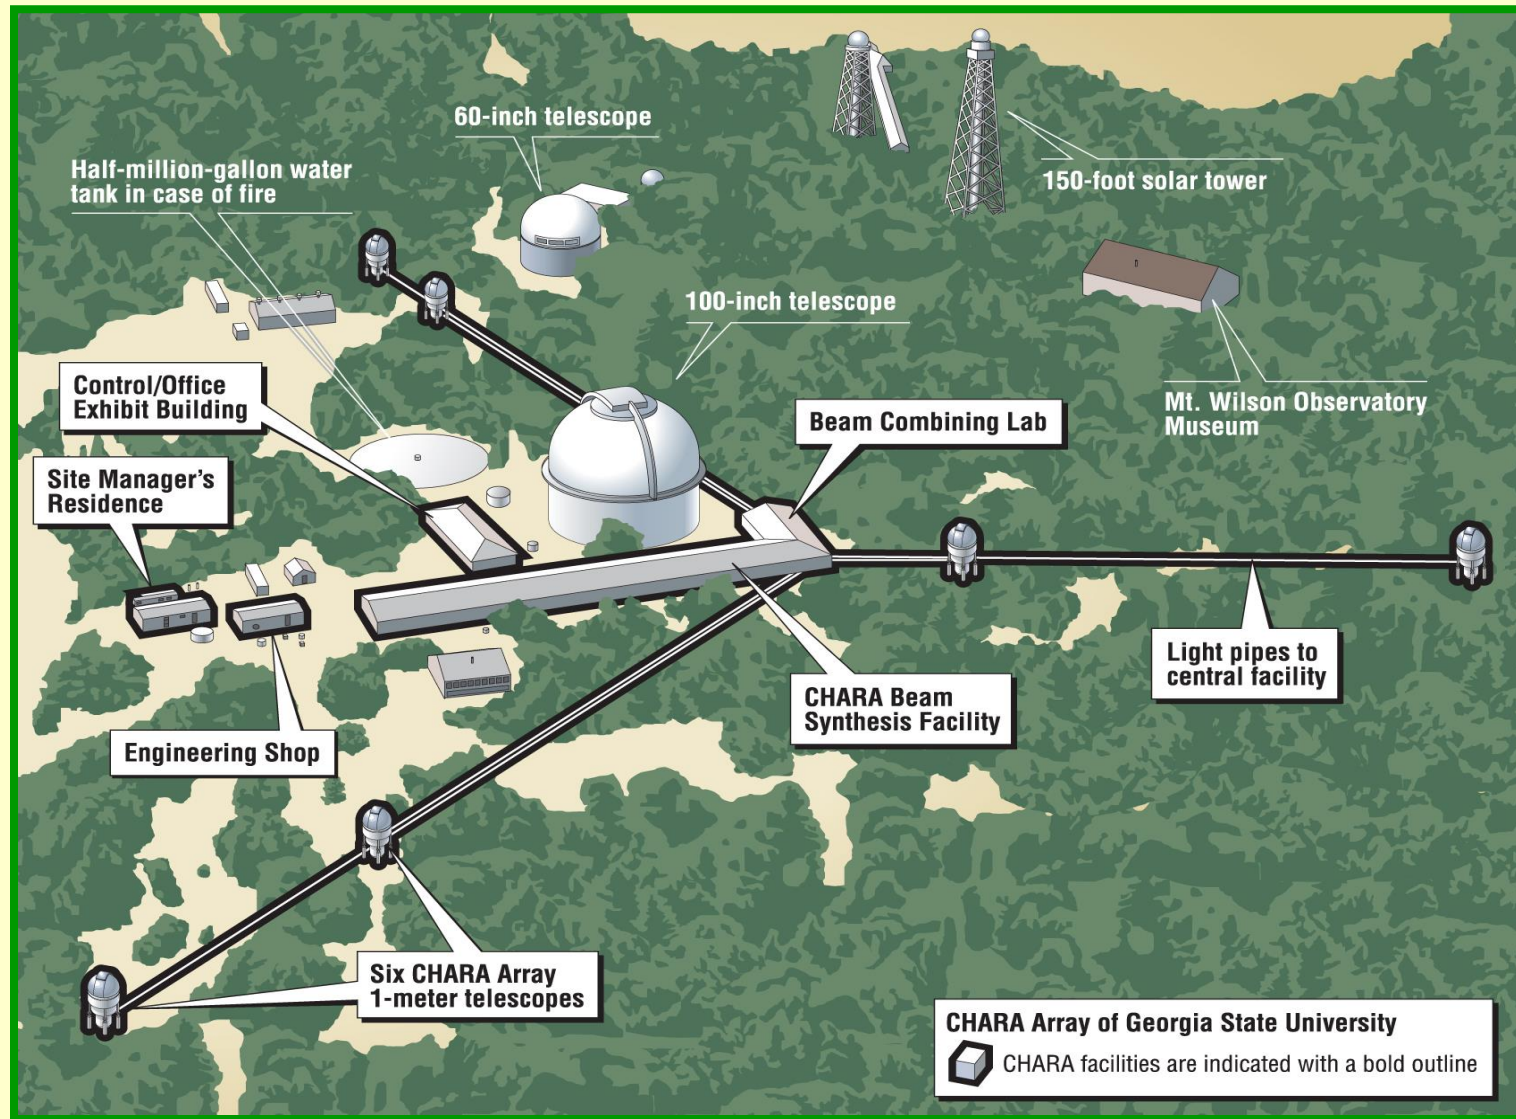 60-inch telescope
Half-million-gallon water
tank in case of fire
150-foot solar tower
100-inch telescope
Control/Office
Exhibit Building
Beam Combining Lab
Mt. Wilson Observatory
Museum
Site Manager’s
Residence
Light pipes to
central facility
CHARA Beam
Synthesis Facility
Engineering Shop
Six CHARA Array
1-meter telescopes
CHARA Array of Georgia State University
CHARA facilities are indicated with a bold outline